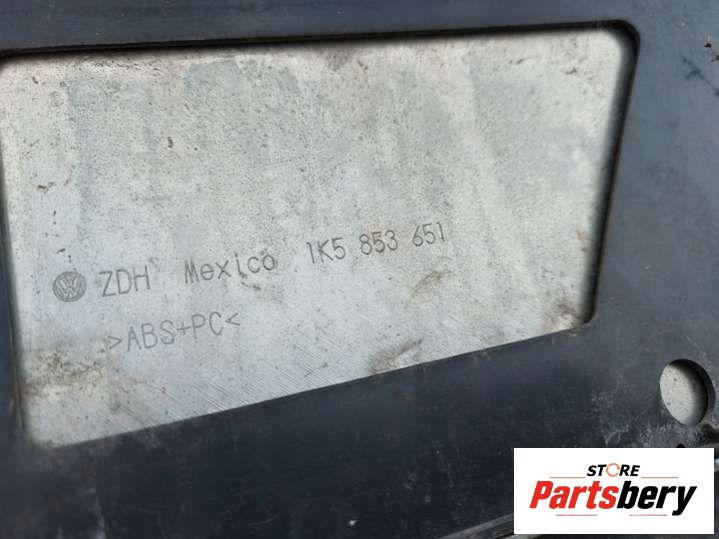 ZDH Mexico 1K5 853 651
>ABS+PC<
STORE
Partsbery